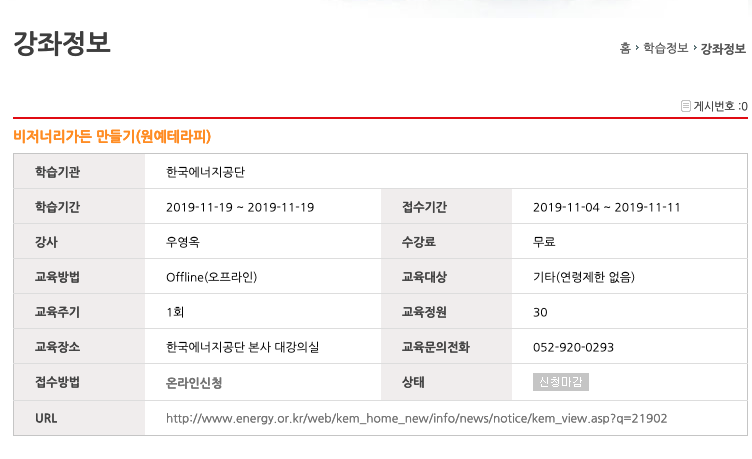 강좌정보
홈 > 학습정보 > 강좌정보
게시번호 :0
비저너리가든 만들기(원예테라피)
학습기관 한국에너지공단
학습기간 2019-11-19 ~ 2019-11-19 접수기간 2019-11-04 ~ 2019-11-11
강사 우영옥 수강료 무료
교육방법 Offline(오프라인) 교육대상 기타(연령제한 없음)
교육주기 1회 교육정원 30
교육장소 한국에너지공단 본사 대강의실 교육문의전화 052-920-0293
접수방법 온라인신청 상태 신청마감
URL http://www.energy.or.kr/web/kem_home_new/info/news/notice/kem_view.asp?q=21902